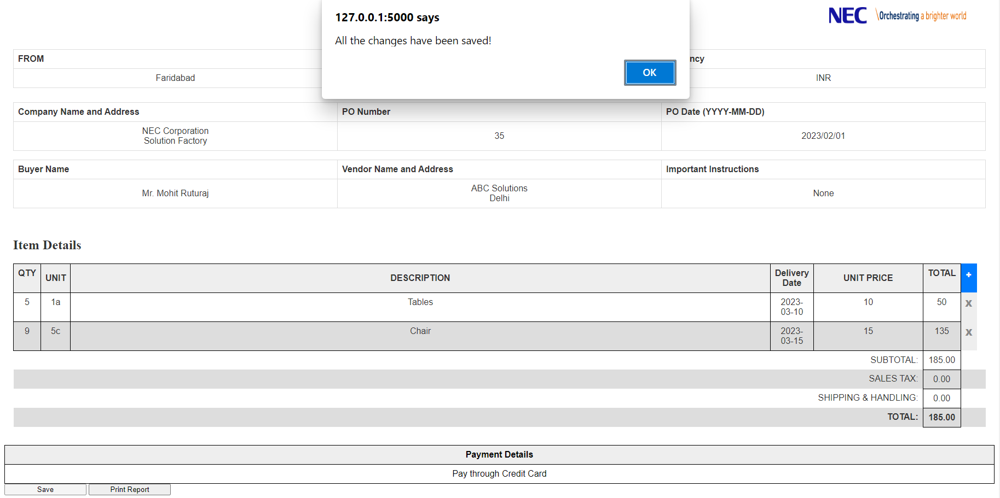 127.0.0.1:5000 says
All the changes have been saved!
OK
NEC \Orchestrating a brighter world
FROM
ncy
Faridabad
INR
Company Name and Address
PO Number
PO Date (YYYY-MM-DD)
NEC Corporation
Solution Factory
35
2023/02/01
Buyer Name
Vendor Name and Address
Important Instructions
Mr. Mohit Ruturaj
ABC Solutions
Delhi
None
Item Details
QTY UNIT DESCRIPTION Delivery Date UNIT PRICE TOTAL +
5 1a Tables 2023-03-10 10 50 X
9 5c Chair 2023-03-15 15 135 X
SUBTOTAL: 185.00
SALES TAX: 0.00
SHIPPING & HANDLING: 0.00
TOTAL: 185.00
Payment Details
Pay through Credit Card
Save Print Report